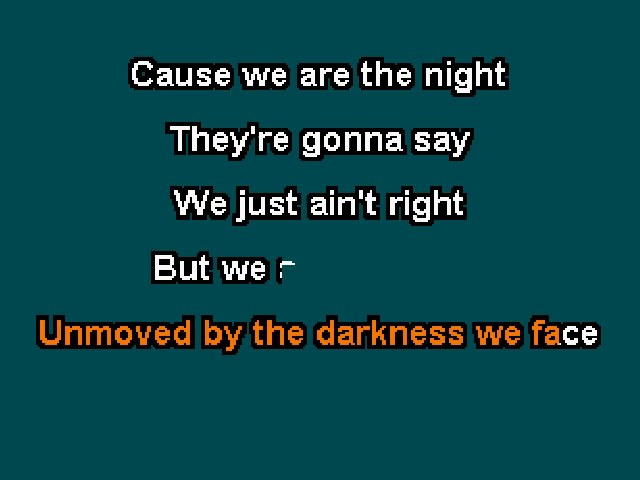 Cause we are the night
They're gonna say
We just ain't right
But we
Unmoved by the darkness we face